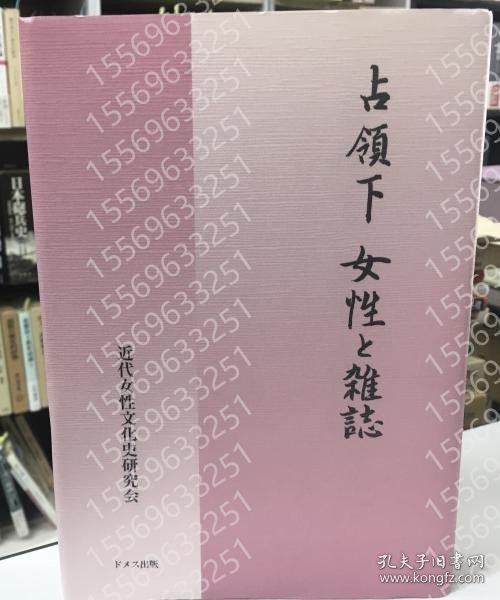 占領下 女性と雑誌
近代女性文化史研究会
ドメス出版
15569633251
孔夫子旧书网
www.kongfz.com